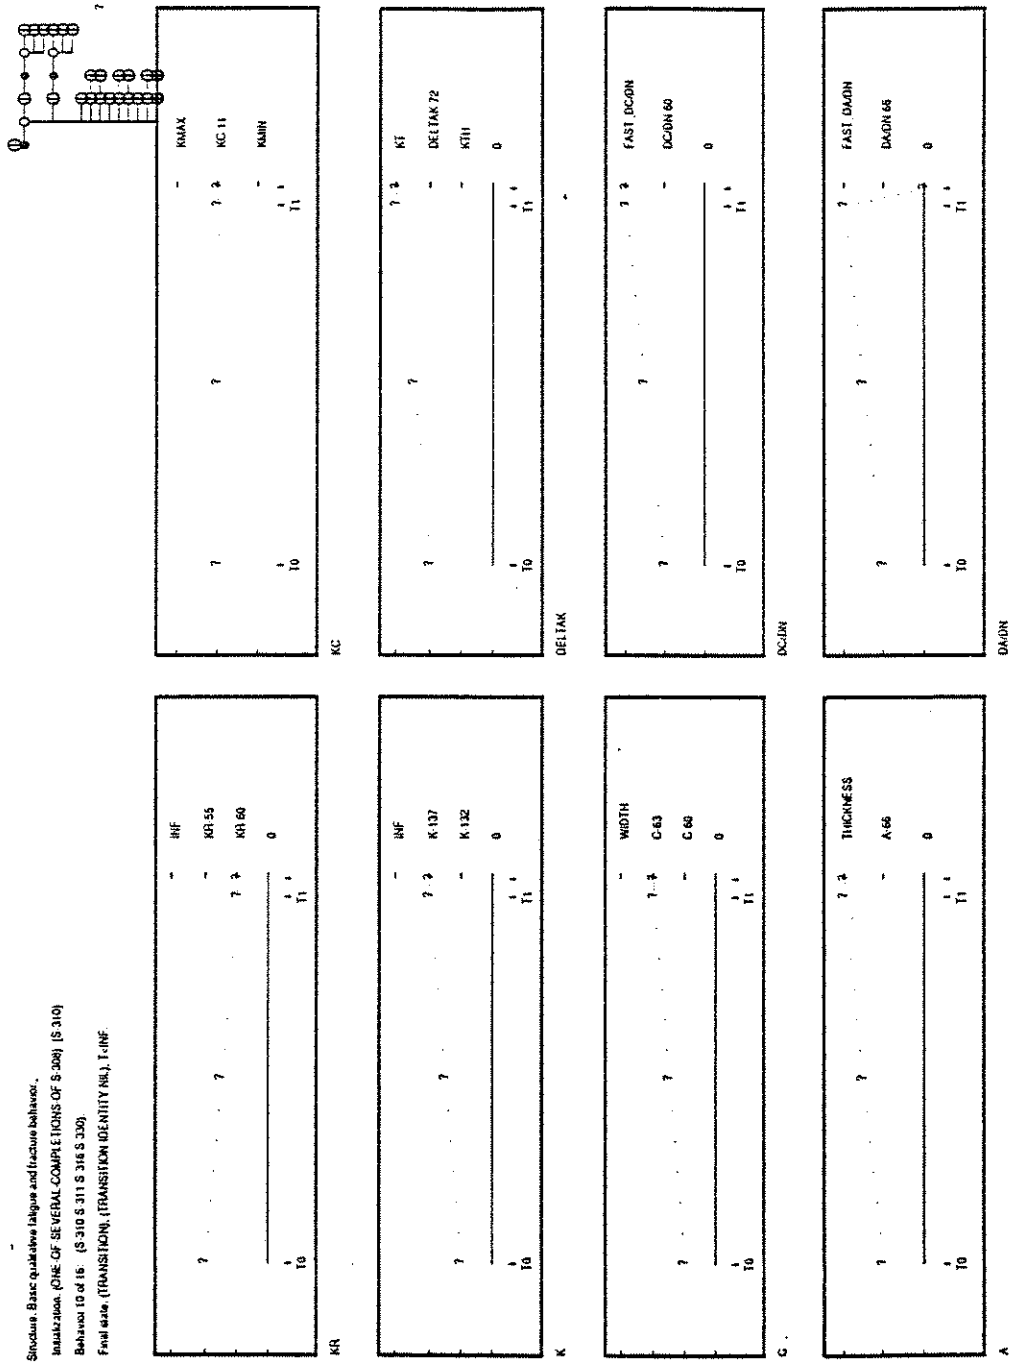 Structure. Basic qualitative fatigue and fracture behavior.
Initialization. (ONE-OF-SEVERAL-COMPLETIONS-OF S-308) (S-310)
Behavior 10 of 16: (S-310 S-311 S-316 S-330).
Final state. (TRANSITION), (TRANSITION IDENTITY NIL), T<INF.
?
INF
KR-55
KR-60
0
? ? ? ?
T0 T1
KR
KMAX
KC-11
KMIN
? ? ? ?
T0 T1
KC
INF
K-137
K-132
0
? ? ? ?
T0 T1
K
KF
DELTAK 72
KTH
0
? ? ? ?
T0 T1
DELTAK
WIDTH
C-63
C-60
0
? ? ? ?
T0 T1
C
FAST_DC/DN
DC/DN 60
0
? ? ? ?
T0 T1
DC/DN
THICKNESS
A-66
0
? ? ? ?
T0 T1
A
FAST_DA/DN
DA/DN 66
0
? ? ? ?
T0 T1
DA/DN